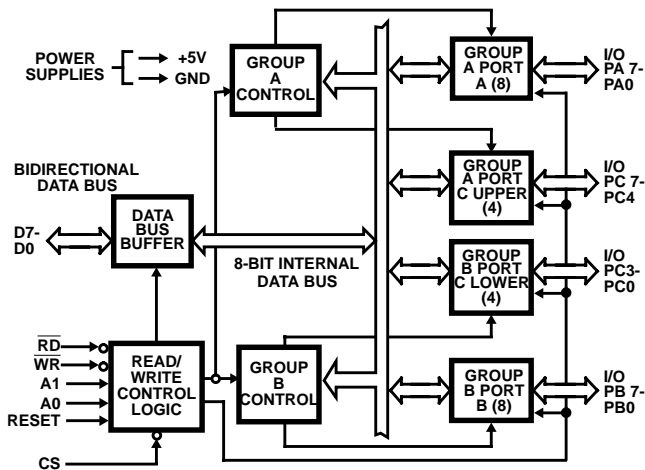 POWER
SUPPLIES
+5V
GND
GROUP
A
CONTROL
GROUP
A PORT
A (8)
I/O
PA 7-
PA0
GROUP
A PORT
C UPPER
(4)
I/O
PC 7-
PC4
BIDIRECTIONAL
DATA BUS
D7-
D0
DATA
BUS
BUFFER
8-BIT INTERNAL
DATA BUS
GROUP
B PORT
C LOWER
(4)
I/O
PC3-
PC0
RD
WR
A1
A0
RESET
CS
READ/
WRITE
CONTROL
LOGIC
GROUP
B
CONTROL
GROUP
B PORT
B (8)
I/O
PB 7-
PB0